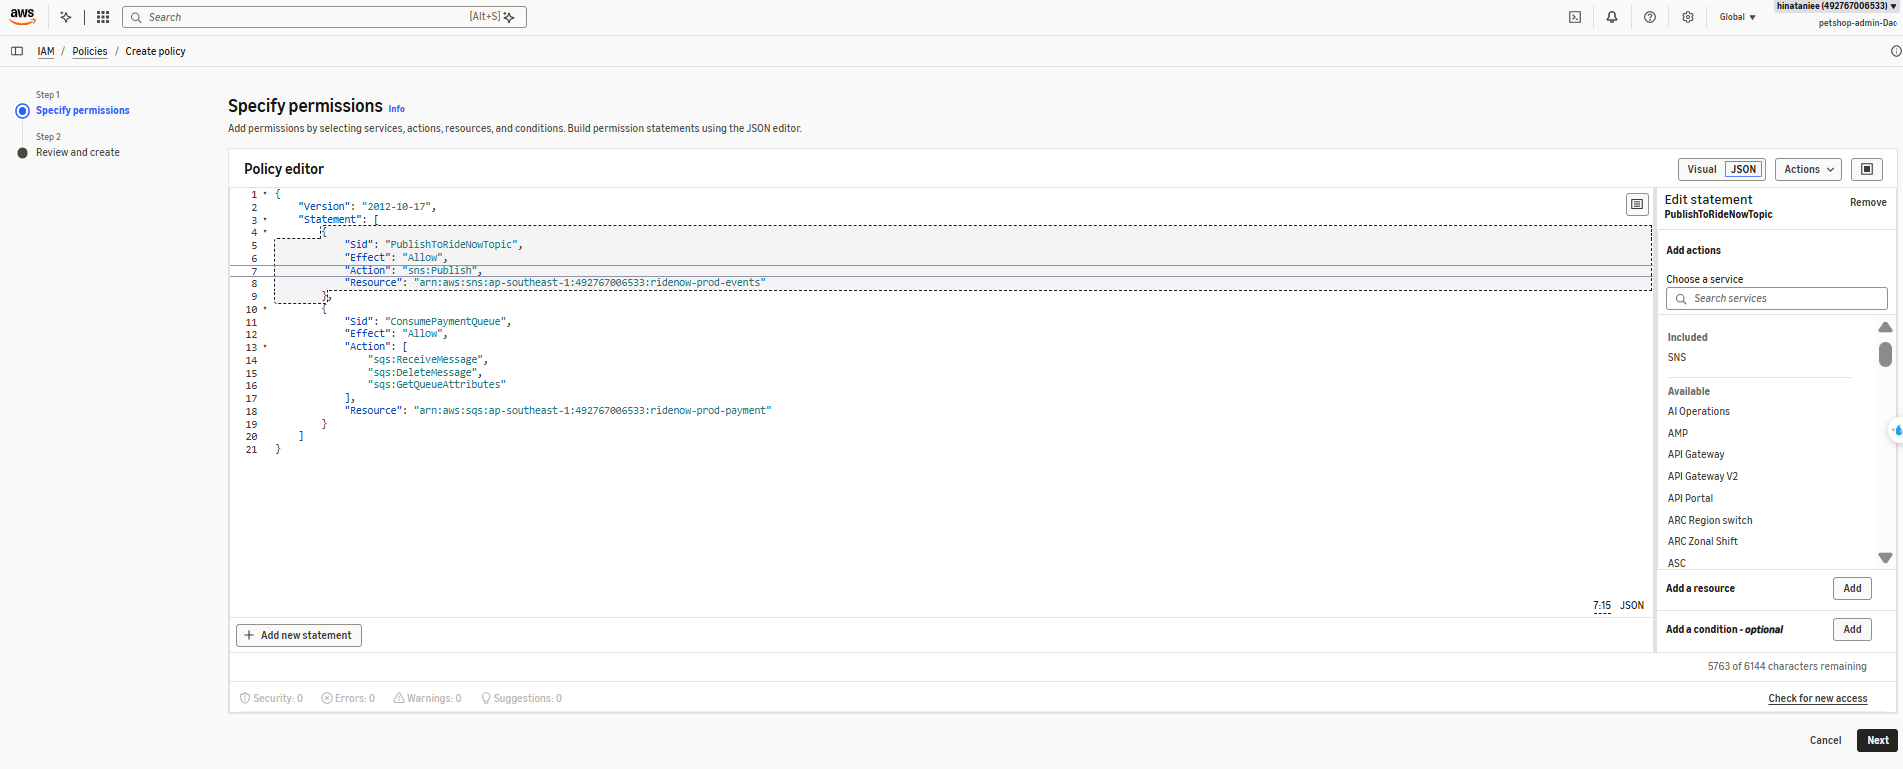 aws
Search
[Alt+S]
Global ▼
hinataniee (492767006533) ▼
petshop-admin-Dao
IAM / Policies / Create policy
Step 1
Specify permissions
Step 2
Review and create
Specify permissions Info
Add permissions by selecting services, actions, resources, and conditions. Build permission statements using the JSON editor.
Policy editor
Visual JSON Actions
1 {
2 "Version": "2012-10-17",
3 "Statement": [
4 {
5 "Sid": "PublishToRideNowTopic",
6 "Effect": "Allow",
7 "Action": "sns:Publish",
8 "Resource": "arn:aws:sns:ap-southeast-1:492767006533:ridenow-prod-events"
9 },
10 {
11 "Sid": "ConsumePaymentQueue",
12 "Effect": "Allow",
13 "Action": [
14 "sqs:ReceiveMessage",
15 "sqs:DeleteMessage",
16 "sqs:GetQueueAttributes"
17 ],
18 "Resource": "arn:aws:sqs:ap-southeast-1:492767006533:ridenow-prod-payment"
19 }
20 ]
21 }
7:15 JSON
+ Add new statement
Edit statement
Remove
PublishToRideNowTopic
Add actions
Choose a service
Search services
Included
SNS
Available
AI Operations
AMP
API Gateway
API Gateway V2
API Portal
ARC Region switch
ARC Zonal Shift
ASC
Add a resource Add
Add a condition - optional Add
5763 of 6144 characters remaining
Security: 0 Errors: 0 Warnings: 0 Suggestions: 0
Check for new access
Cancel Next